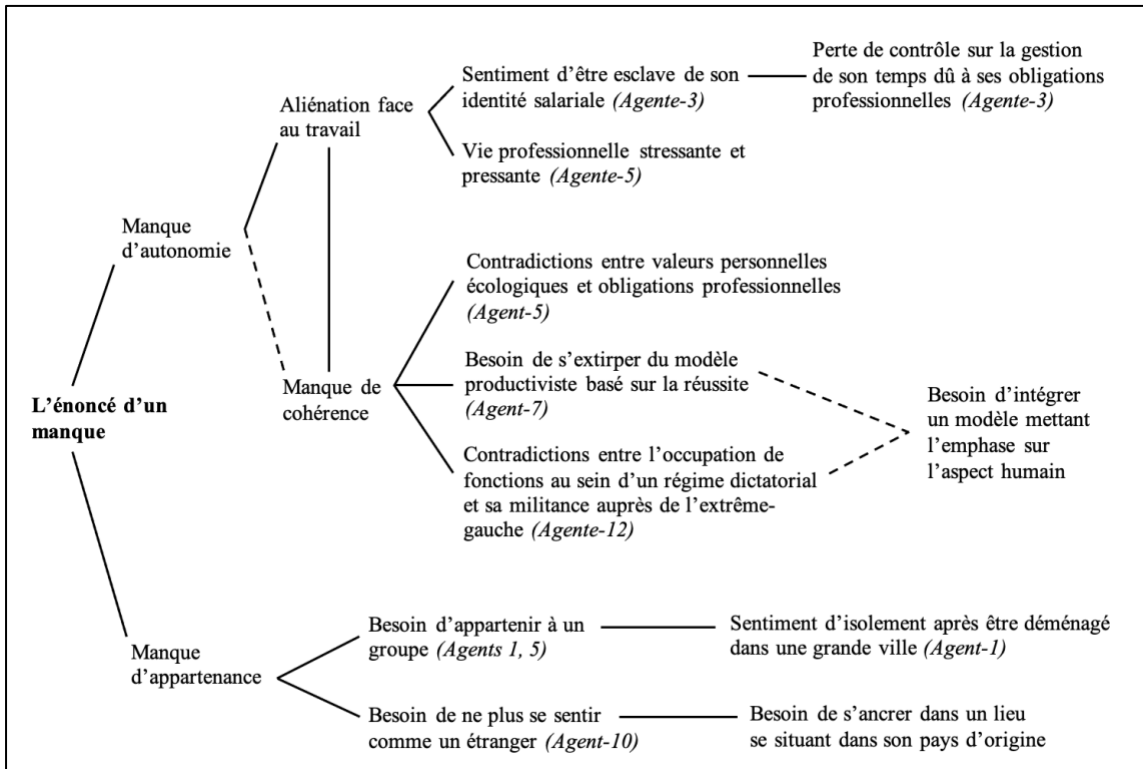 Perte de contrôle sur la gestion
de son temps dû à ses obligations
professionnelles (Agente-3)
Sentiment d’être esclave de son
identité salariale (Agente-3)
Aliénation face
au travail
Vie professionnelle stressante et
pressante (Agente-5)
Manque
d’autonomie
Contradictions entre valeurs personnelles
écologiques et obligations professionnelles
(Agent-5)
Besoin de s’extirper du modèle
productiviste basé sur la réussite
(Agent-7)
Manque de
cohérence
Besoin d’intégrer
un modèle mettant
l’emphase sur
l’aspect humain
L’énoncé d’un
manque
Contradictions entre l’occupation de
fonctions au sein d’un régime dictatorial
et sa militance auprès de l’extrême-
gauche (Agente-12)
Besoin d’appartenir à un
groupe (Agents 1, 5)
Sentiment d’isolement après être déménagé
dans une grande ville (Agent-1)
Manque
d’appartenance
Besoin de ne plus se sentir
comme un étranger (Agent-10)
Besoin de s’ancrer dans un lieu
se situant dans son pays d’origine